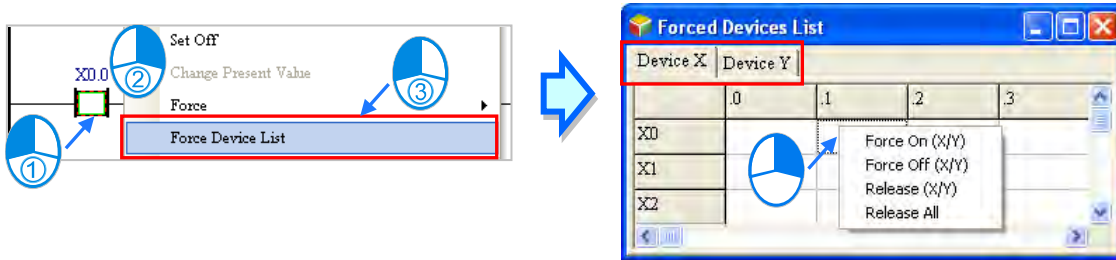 Set Off
X0.0
②
Change Present Value
③
Force
Force Device List
①
Forced Devices List
Device X
Device Y
.0 .1 .2 .3
X0
X1
X2
Force On (X/Y)
Force Off (X/Y)
Release (X/Y)
Release All